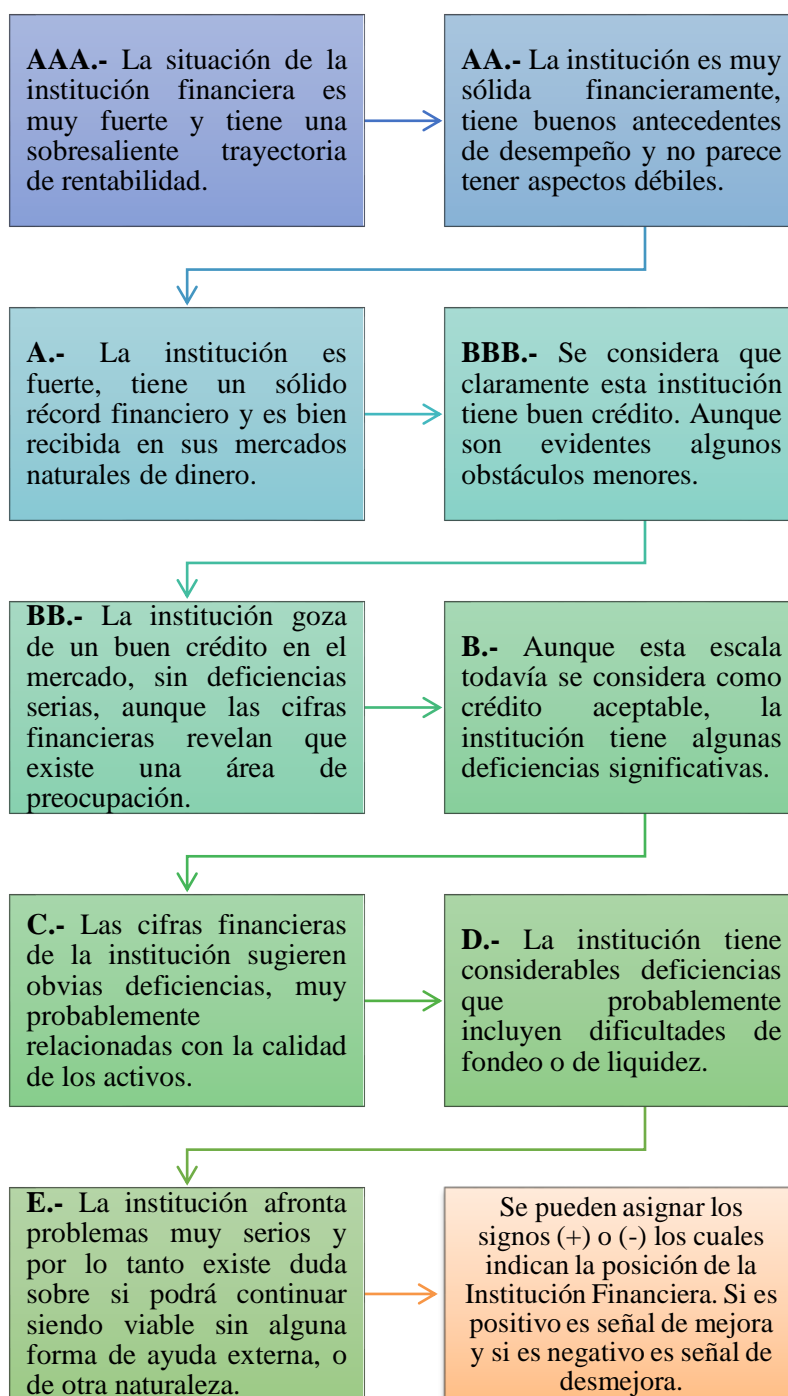 AAA.- La situación de la
institución financiera es
muy fuerte y tiene una
sobresaliente trayectoria
de rentabilidad.
AA.- La institución es muy
sólida financieramente,
tiene buenos antecedentes
de desempeño y no parece
tener aspectos débiles.
A.- La institución es
fuerte, tiene un sólido
récord financiero y es bien
recibida en sus mercados
naturales de dinero.
BBB.- Se considera que
claramente esta institución
tiene buen crédito. Aunque
son evidentes algunos
obstáculos menores.
BB.- La institución goza
de un buen crédito en el
mercado, sin deficiencias
serias, aunque las cifras
financieras revelan que
existe una área de
preocupación.
B.- Aunque esta escala
todavía se considera como
crédito aceptable, la
institución tiene algunas
deficiencias significativas.
C.- Las cifras financieras
de la institución sugieren
obvias deficiencias, muy
probablemente
relacionadas con la calidad
de los activos.
D.- La institución tiene
considerables deficiencias
que probablemente
incluyen dificultades de
fondeo o de liquidez.
E.- La institución afronta
problemas muy serios y
por lo tanto existe duda
sobre si podrá continuar
siendo viable sin alguna
forma de ayuda externa, o
de otra naturaleza.
Se pueden asignar los
signos (+) o (-) los cuales
indican la posición de la
Institución Financiera. Si es
positivo es señal de mejora
y si es negativo es señal de
desmejora.